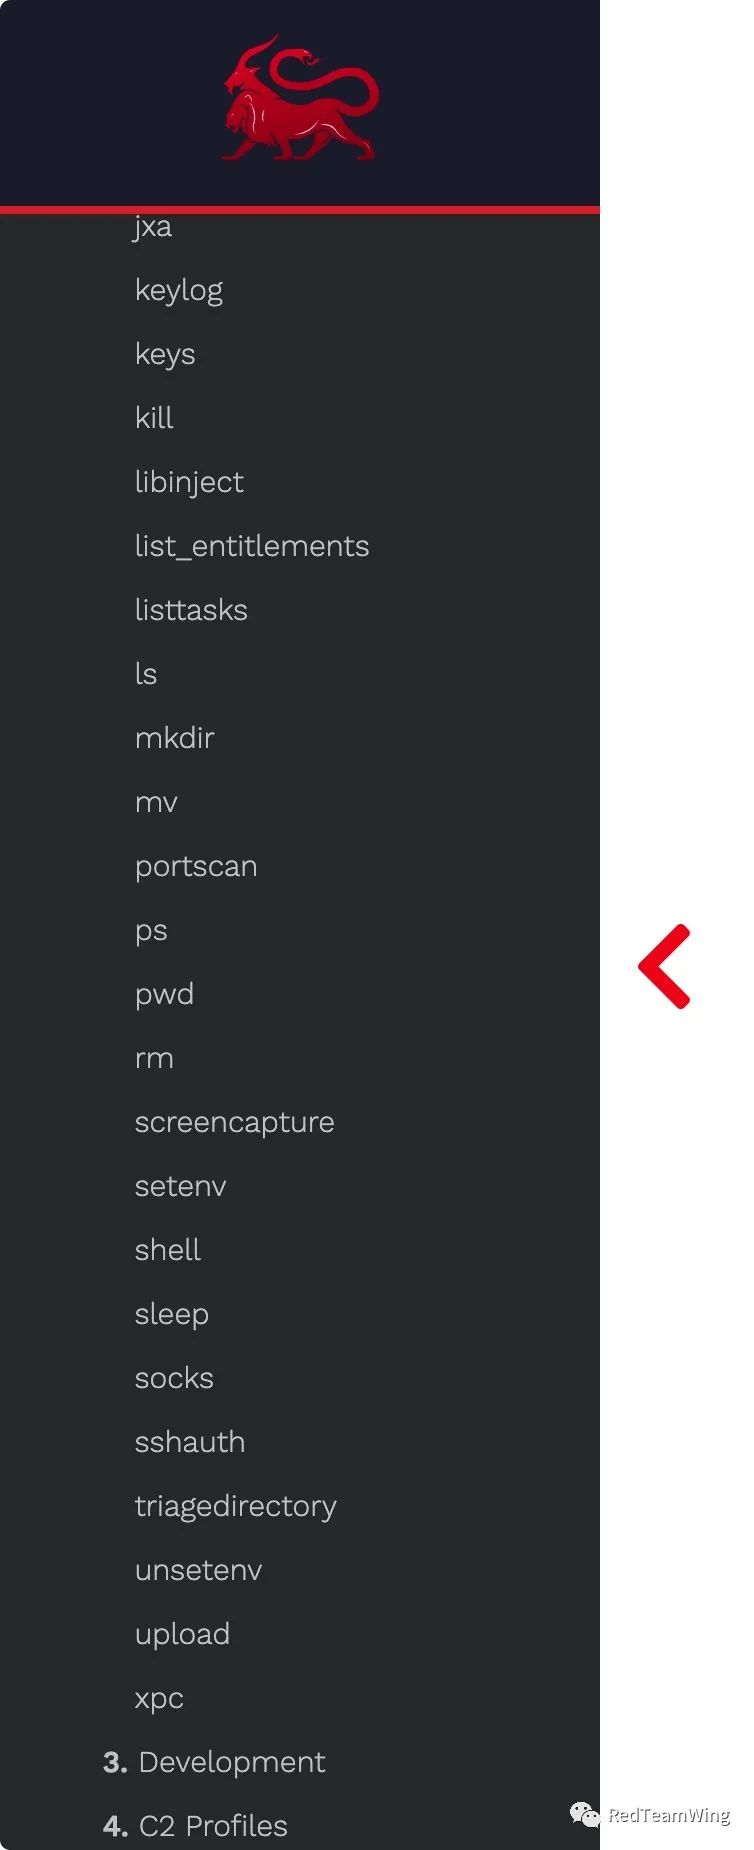 jxa
keylog
keys
kill
libinject
list_entitlements
listtasks
ls
mkdir
mv
portscan
ps
pwd
rm
screencapture
setenv
shell
sleep
socks
sshauth
triagedirectory
unsetenv
upload
xpc
3. Development
4. C2 Profiles
RedTeamWing